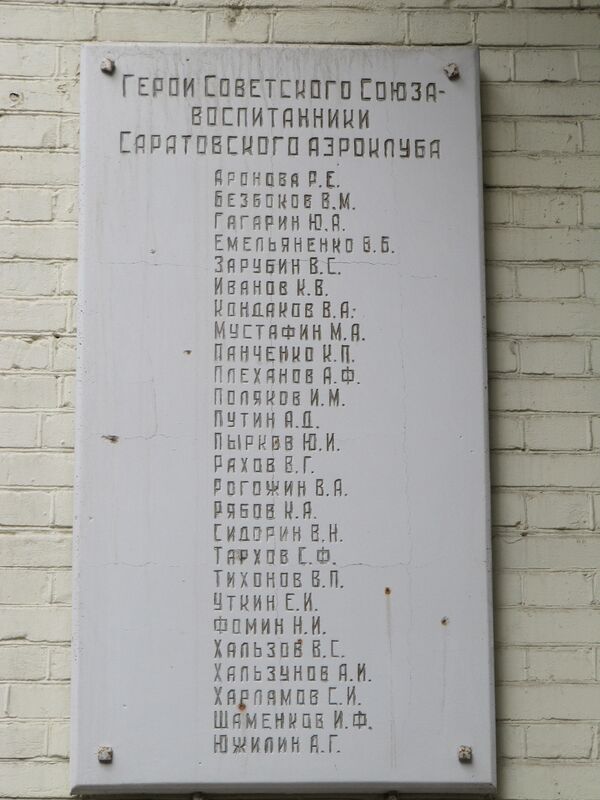 Герои Советского Союза-
воспитанники
Саратовского аэроклуба
Аронова Р.Е.
Безбоков В.М.
Гагарин Ю.А.
Емельяненко В.Б.
Зарубин В.С.
Иванов К.В.
Кондаков В.А.
Мустафин М.А.
Панченко К.П.
Плеханов А.Ф.
Поляков И.М.
Путин А.Д.
Пырков Ю.И.
Ряхов В.Г.
Рогожин В.А.
Рябов К.А.
Сидорин В.Н.
Тархов С.Ф.
Тихонов В.П.
Уткин Е.И.
Фомин Н.И.
Хальзов В.С.
Хальзунов А.И.
Харламов С.И.
Шаменков И.Ф.
Южилин А.Г.